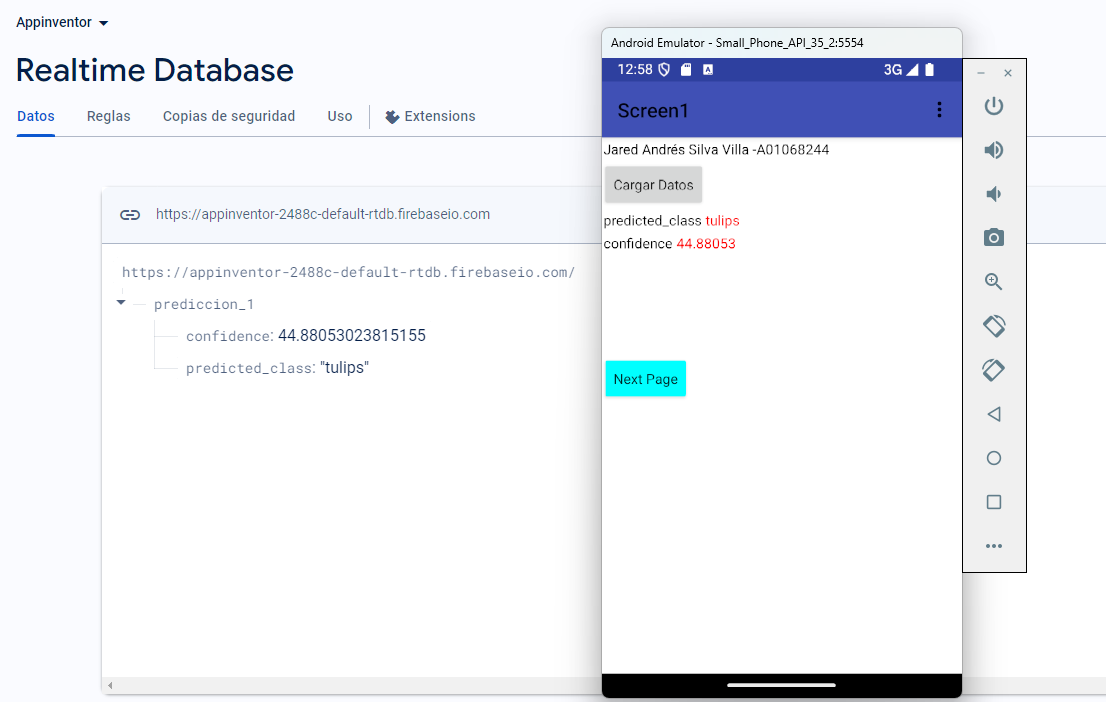 Appinventor
Realtime Database
Datos Reglas Copias de seguridad Uso Extensions
https://appinventor-2488c-default-rtdb.firebaseio.com
https://appinventor-2488c-default-rtdb.firebaseio.com/
prediccion_1
confidence: 44.88053023815155
predicted_class: "tulips"
Android Emulator - Small_Phone_API_35_2:5554
12:58 3G
Screen1
Jared Andrés Silva Villa -A01068244
Cargar Datos
predicted_class tulips
confidence 44.88053
Next Page